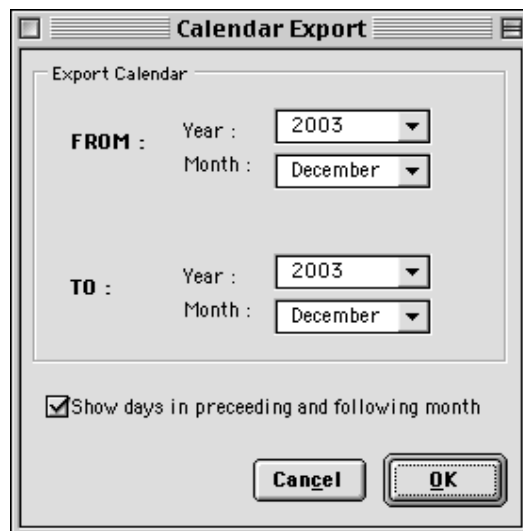 Calendar Export
Export Calendar
FROM :
Year :
2003
Month :
December
TO :
Year :
2003
Month :
December
Show days in preceeding and following month
Cancel
OK